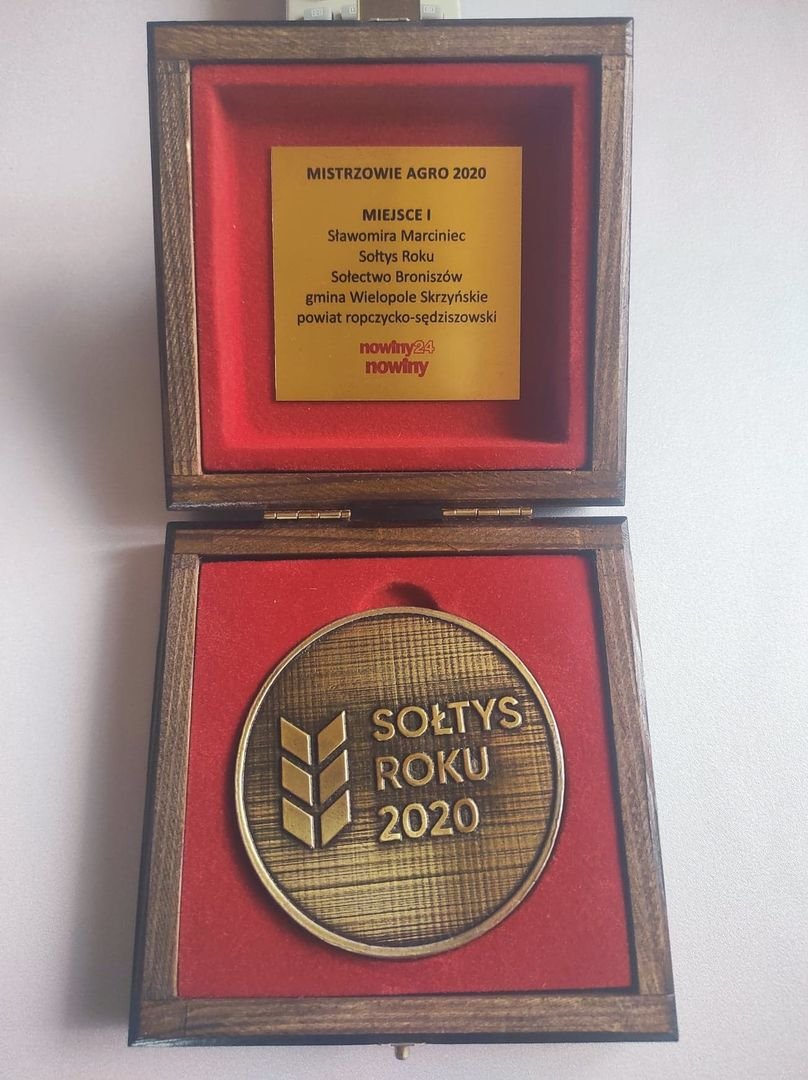 MISTRZOWIE AGRO 2020
MIEJSCE I
Sławomira Marciniec
Sołtys Roku
Sołectwo Broniszów
gmina Wielopole Skrzyńskie
powiat ropczycko-sędziszowski
nowiny24
nowiny
SOŁTYS
ROKU
2020